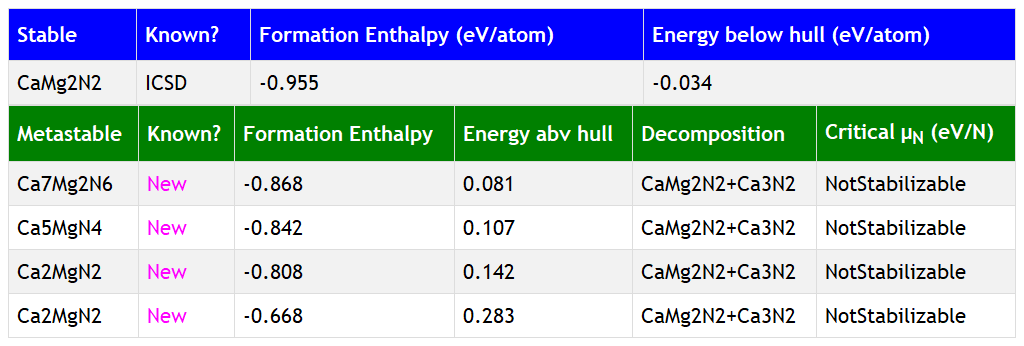 Stable Known? Formation Enthalpy (eV/atom) Energy below hull (eV/atom)
CaMg2N2 ICSD -0.955 -0.034
Metastable Known? Formation Enthalpy Energy abv hull Decomposition Critical μN (eV/N)
Ca7Mg2N6 New -0.868 0.081 CaMg2N2+Ca3N2 NotStabilizable
Ca5MgN4 New -0.842 0.107 CaMg2N2+Ca3N2 NotStabilizable
Ca2MgN2 New -0.808 0.142 CaMg2N2+Ca3N2 NotStabilizable
Ca2MgN2 New -0.668 0.283 CaMg2N2+Ca3N2 NotStabilizable